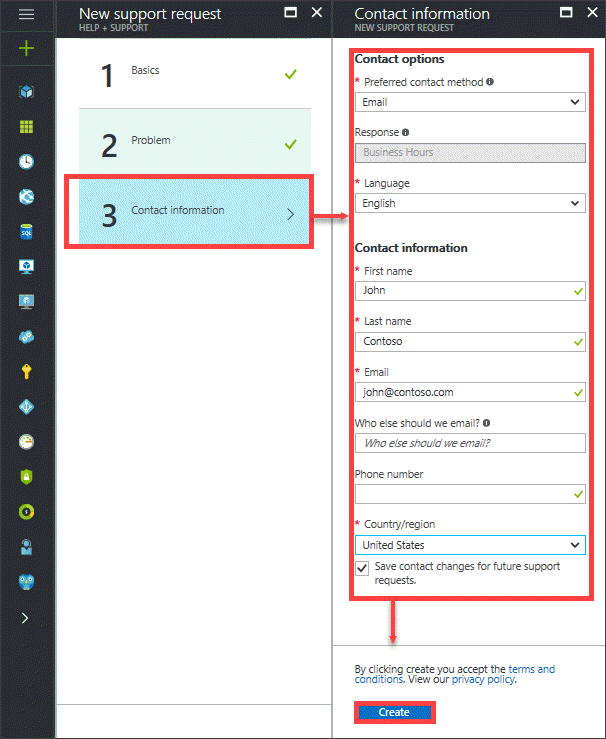 New support request
HELP + SUPPORT
1 Basics
2 Problem
3 Contact information
Contact information
NEW SUPPORT REQUEST
Contact options
* Preferred contact method
Email
Response
Business Hours
* Language
English
Contact information
* First name
John
* Last name
Contoso
* Email
john@contoso.com
Who else should we email?
Who else should we email?
Phone number
* Country/region
United States
Save contact changes for future support
requests.
By clicking create you accept the terms and
conditions. View our privacy policy.
Create
SQL